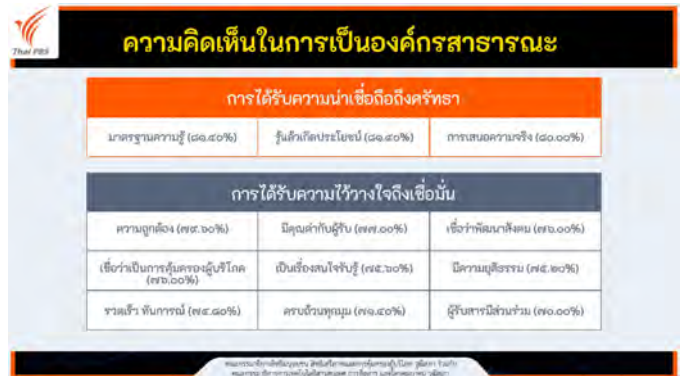 Thai PBS
ความคิดเห็นในการเป็นองค์กรสาธารณะ
การได้รับความน่าเชื่อถือถึงศรัทธา
มาตรฐานความรู้ (๘๑.๔๐%)
รู้แล้วเกิดประโยชน์ (๘๑.๔๐%)
การเสนอความจริง (๘๐.๐๐%)
การได้รับความไว้วางใจถึงเชื่อมั่น
ความถูกต้อง (๗๙.๖๐%)
มีคุณค่ากับผู้รับ (๗๗.๐๐%)
เชื่อว่าพัฒนาสังคม (๗๖.๐๐%)
เชื่อว่าเป็นการคุ้มครองผู้บริโภค
(๗๖.๐๐%)
เป็นเรื่องสนใจรับรู้ (๗๕.๖๐%)
มีความยุติธรรม (๗๕.๒๐%)
รวดเร็ว ทันการณ์ (๗๔.๘๐%)
ครบถ้วนทุกมุม (๗๑.๔๐%)
ผู้รับสารมีส่วนร่วม (๗๐.๐๐%)